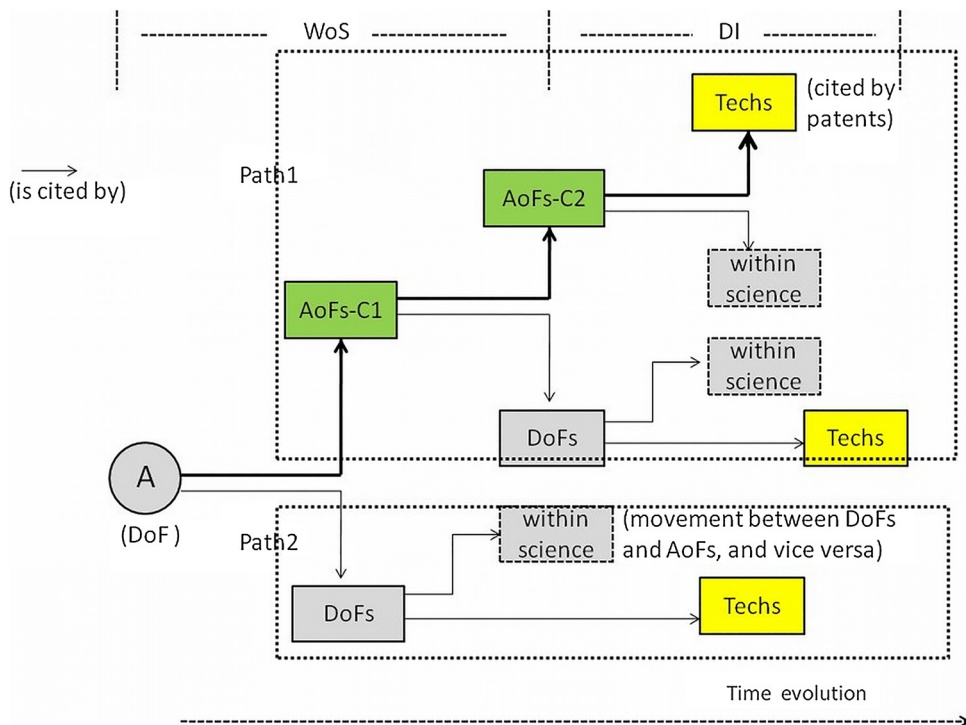 WoS
DI
Techs
(cited by
patents)
(is cited by)
Path1
AoFs-C2
within
science
AoFs-C1
within
science
DoFs
Techs
A
(DoF)
Path2
within
science
(movement between DoFs
and AoFs, and vice versa)
DoFs
Techs
Time evolution